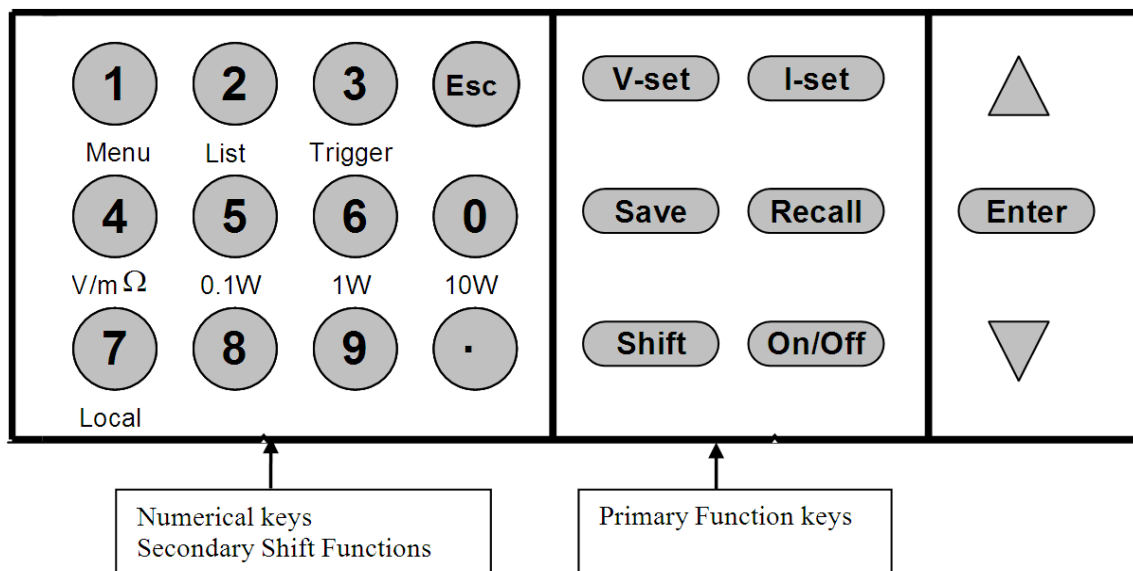 1 2 3 Esc V-set I-set
Menu List Trigger
4 5 6 0 Save Recall Enter
V/mΩ 0.1W 1W 10W
7 8 9 . Shift On/Off
Local
Numerical keys
Secondary Shift Functions
Primary Function keys